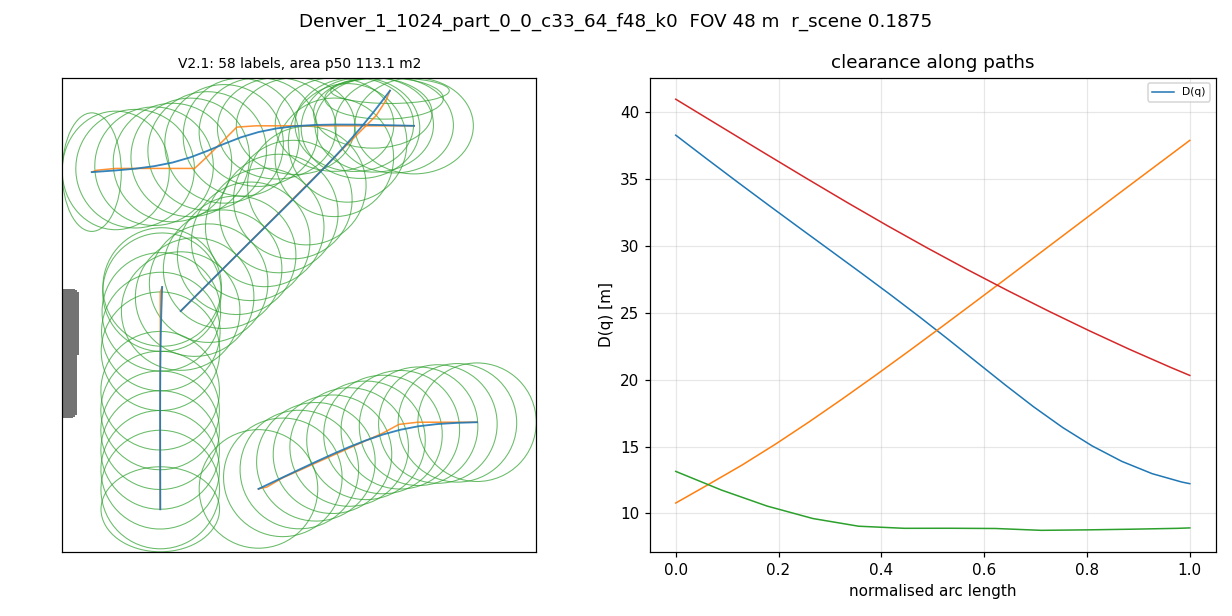 Denver_1_1024_part_0_0_c33_64_f48_k0 FOV 48 m r_scene 0.1875
V2.1: 58 labels, area p50 113.1 m2
clearance along paths
D(q)
40
35
30
25
20
15
10
D(q) [m]
0.0 0.2 0.4 0.6 0.8 1.0
normalised arc length